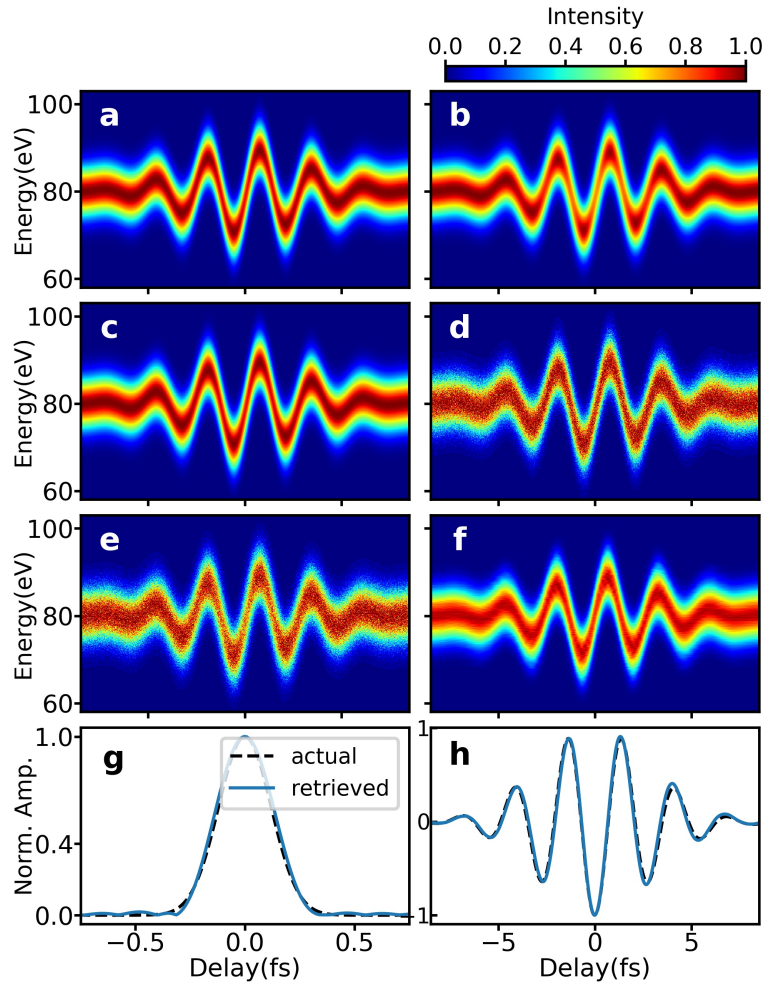 Intensity
0.0 0.2 0.4 0.6 0.8 1.0
a
b
Energy(eV)
100
80
60
c
d
Energy(eV)
100
80
60
e
f
Energy(eV)
100
80
60
g
actual
retrieved
Norm. Amp.
1.0
0.4
0.0
−0.5 0.0 0.5
Delay(fs)
h
1
0
−1
−5 0 5
Delay(fs)